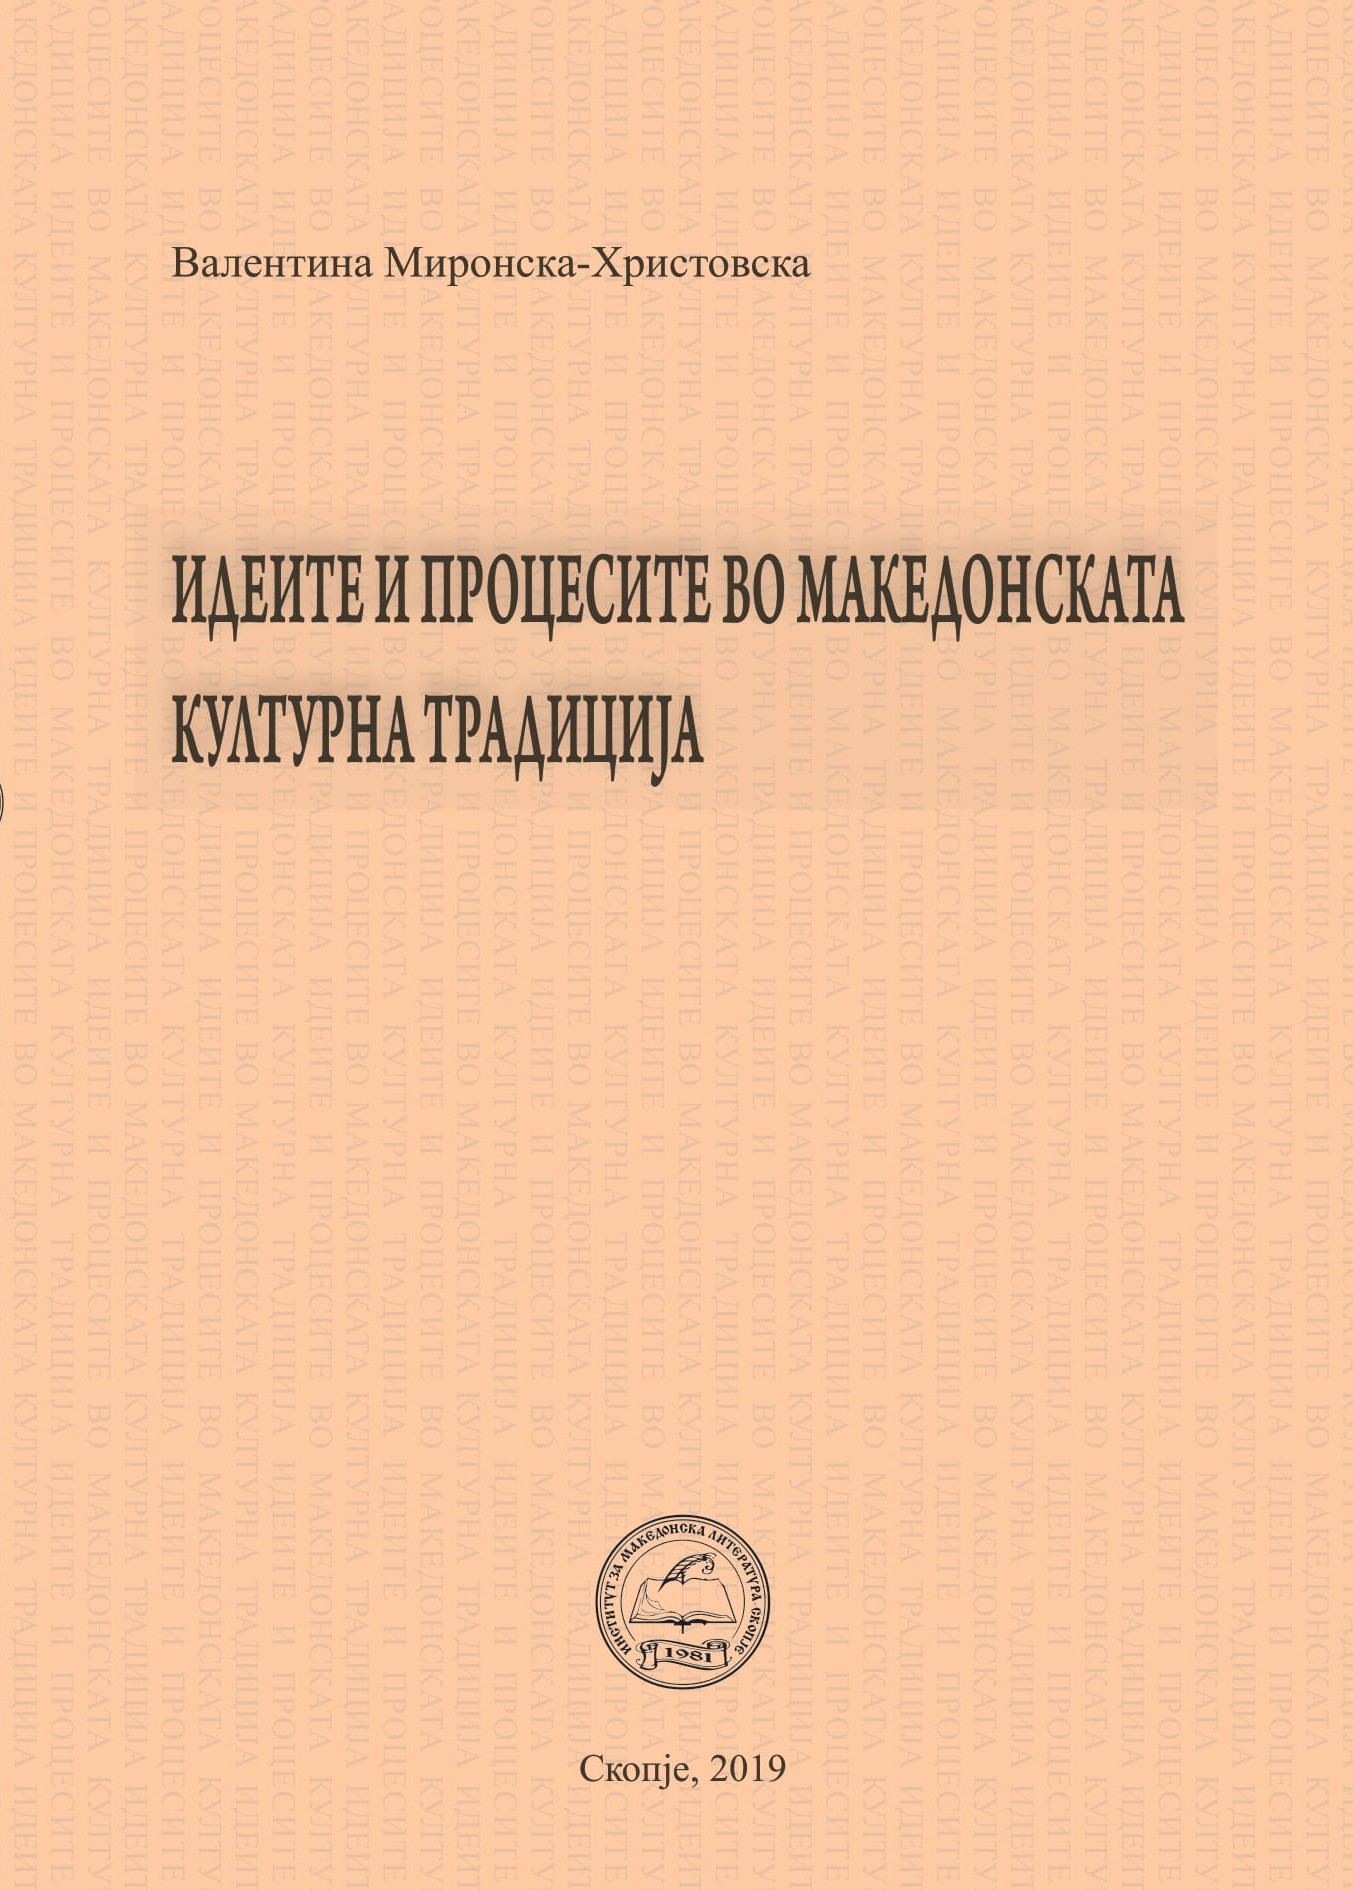 Валентина Миронска-Христовска
ИДЕИТЕ И ПРОЦЕСИТЕ ВО МАКЕДОНСКАТА
КУЛТУРНА ТРАДИЦИЈА
ИНСТИТУТ ЗА МАКЕДОНСКА ЛИТЕРАТУРА·СКОПЈЕ
1981
Скопје, 2019